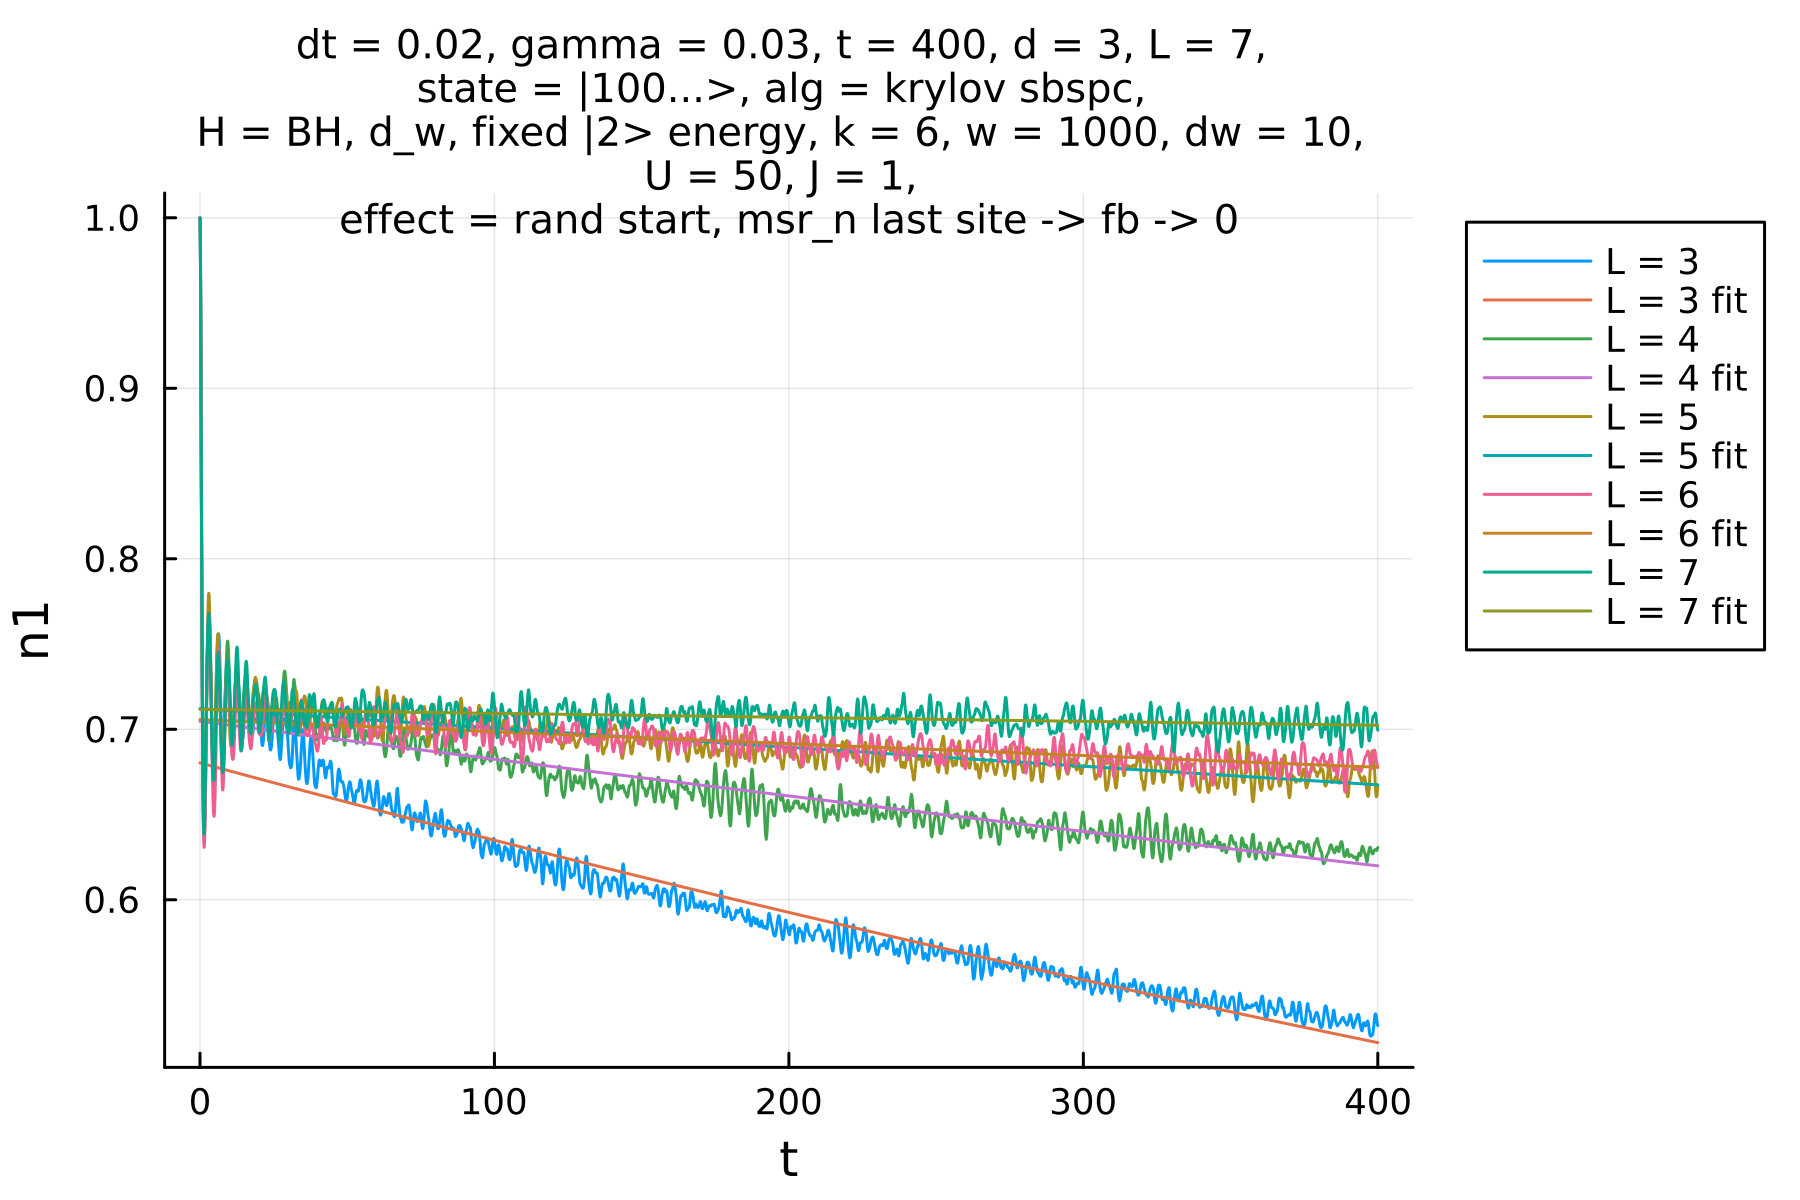 dt = 0.02, gamma = 0.03, t = 400, d = 3, L = 7,
state = |100...>, alg = krylov sbspc,
H = BH, d_w, fixed |2> energy, k = 6, w = 1000, dw = 10,
U = 50, J = 1,
effect = rand start, msr_n last site -> fb -> 0
n1
1.0
0.9
0.8
0.7
0.6
0
100
200
300
400
t
L = 3
L = 3 fit
L = 4
L = 4 fit
L = 5
L = 5 fit
L = 6
L = 6 fit
L = 7
L = 7 fit